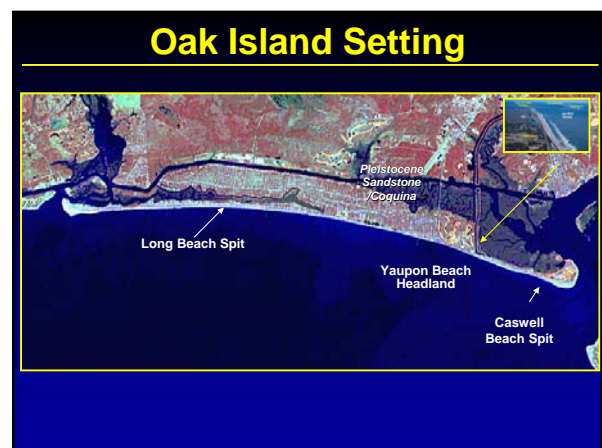 Oak Island Setting
Pleistocene
Sandstone
/Coquina
Long Beach Spit
Yaupon Beach
Headland
Caswell
Beach Spit